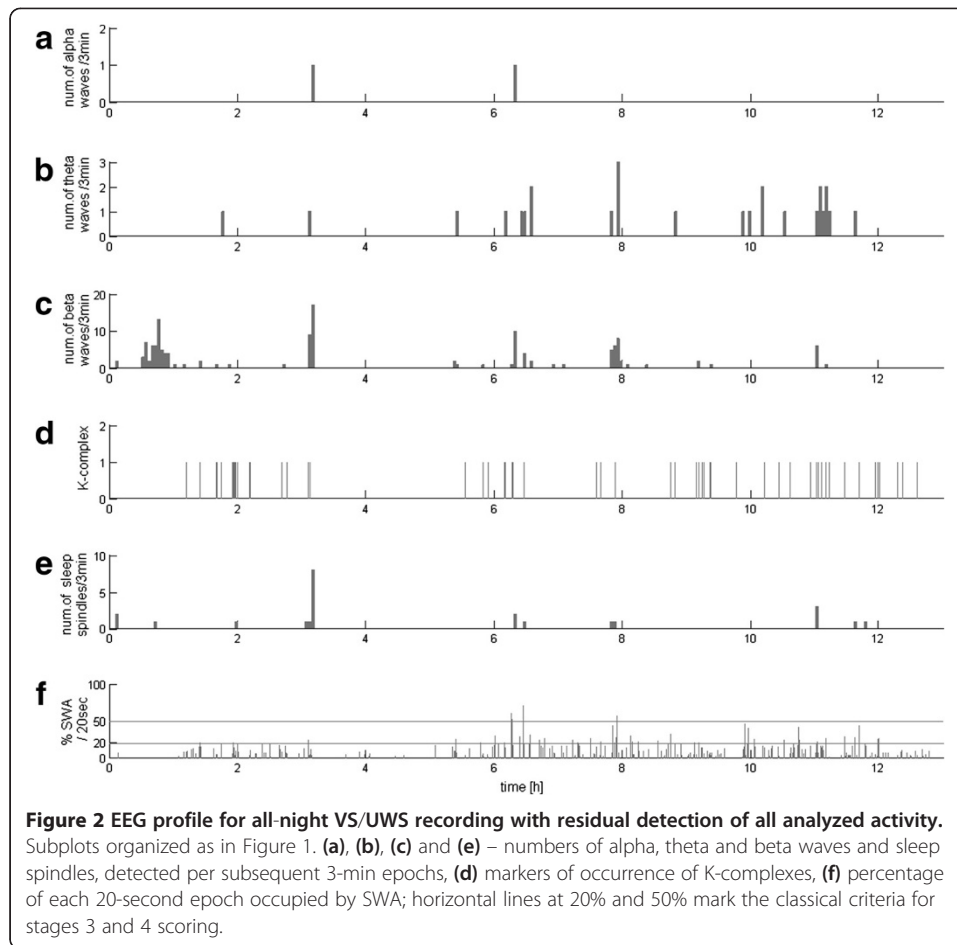 a
num.of alpha
waves /3min
2
1
0
0 2 4 6 8 10 12
b
num.of theta
waves /3min
3
2
1
0
0 2 4 6 8 10 12
c
num.of beta
waves/3min
20
10
0
0 2 4 6 8 10 12
d
K-complex
2
1
0
0 2 4 6 8 10 12
e
num.of sleep
spindles/3min
10
5
0
0 2 4 6 8 10 12
f
% SWA
/ 20sec
100
50
20
0
0 2 4 6 8 10 12
time [h]
Figure 2 EEG profile for all-night VS/UWS recording with residual detection of all analyzed activity.
Subplots organized as in Figure 1. (a), (b), (c) and (e) – numbers of alpha, theta and beta waves and sleep
spindles, detected per subsequent 3-min epochs, (d) markers of occurrence of K-complexes, (f) percentage
of each 20-second epoch occupied by SWA; horizontal lines at 20% and 50% mark the classical criteria for
stages 3 and 4 scoring.